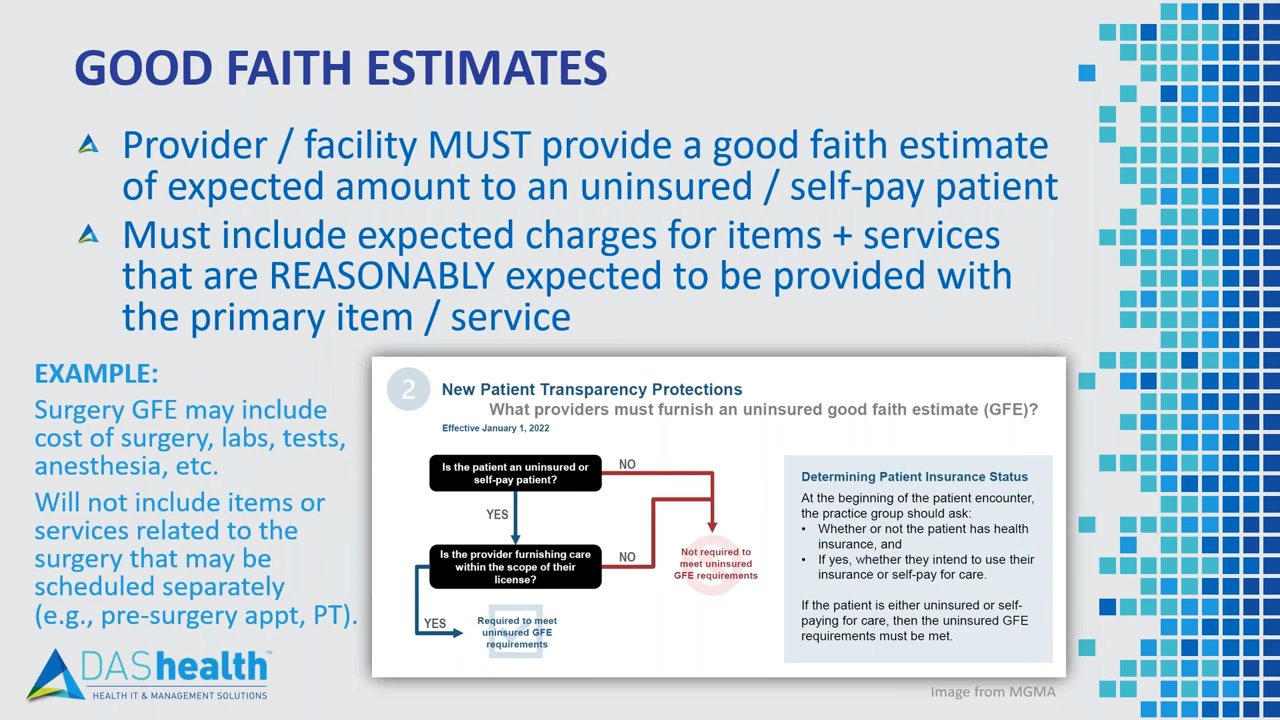 GOOD FAITH ESTIMATES
Provider / facility MUST provide a good faith estimate
of expected amount to an uninsured / self-pay patient
Must include expected charges for items + services
that are REASONABLY expected to be provided with
the primary item / service
EXAMPLE:
Surgery GFE may include
cost of surgery, labs, tests,
anesthesia, etc.
Will not include items or
services related to the
surgery that may be
scheduled separately
(e.g., pre-surgery appt, PT).
2
New Patient Transparency Protections
What providers must furnish an uninsured good faith estimate (GFE)?
Effective January 1, 2022
Is the patient an uninsured or
self-pay patient?
NO
YES
Is the provider furnishing care
within the scope of their
license?
NO
Not required to
meet uninsured
GFE requirements
YES
Required to meet
uninsured GFE
requirements
Determining Patient Insurance Status
At the beginning of the patient encounter,
the practice group should ask:
• Whether or not the patient has health
insurance, and
• If yes, whether they intend to use their
insurance or self-pay for care.
If the patient is either uninsured or self-
paying for care, then the uninsured GFE
requirements must be met.
DAShealth™
HEALTH IT & MANAGEMENT SOLUTIONS
Image from MGMA